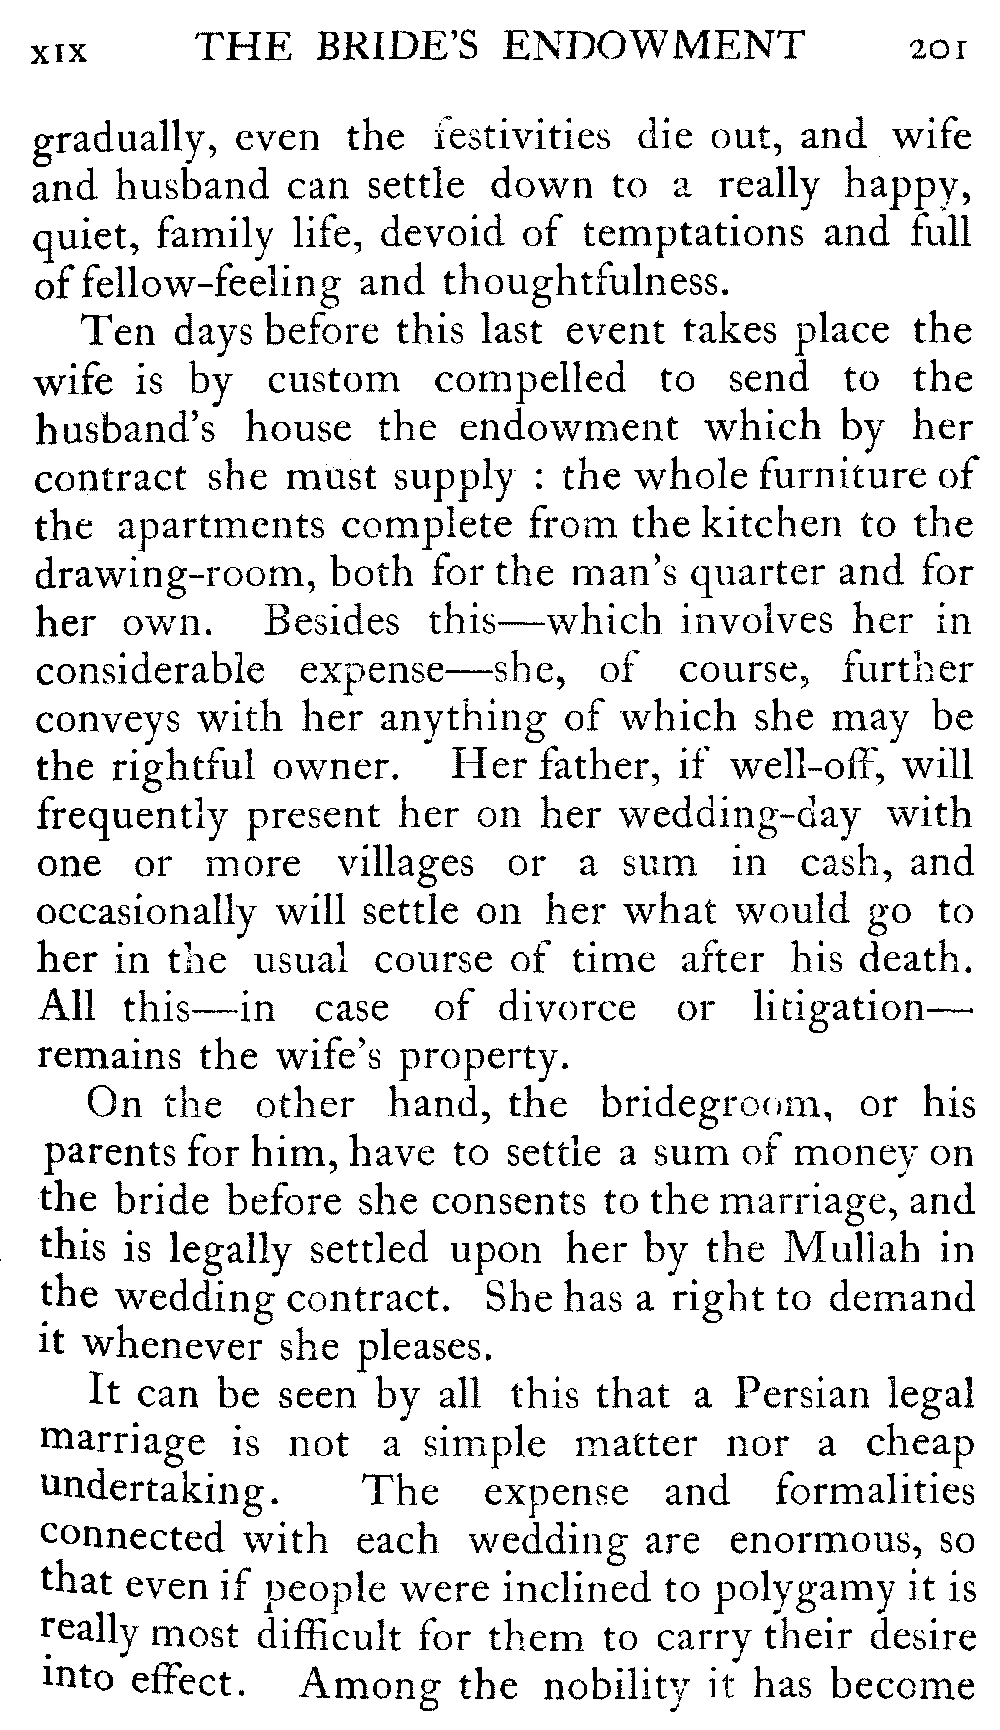 xix THE BRIDE'S ENDOWMENT 201
gradually, even the festivities die out, and wife
and husband can settle down to a really happy,
quiet, family life, devoid of temptations and full
of fellow-feeling and thoughtfulness.
Ten days before this last event takes place the
wife is by custom compelled to send to the
husband's house the endowment which by her
contract she must supply : the whole furniture of
the apartments complete from the kitchen to the
drawing-room, both for the man's quarter and for
her own. Besides this—which involves her in
considerable expense—she, of course, further
conveys with her anything of which she may be
the rightful owner. Her father, if well-off, will
frequently present her on her wedding-day with
one or more villages or a sum in cash, and
occasionally will settle on her what would go to
her in the usual course of time after his death.
All this—in case of divorce or litigation—
remains the wife's property.
On the other hand, the bridegroom, or his
parents for him, have to settle a sum of money on
the bride before she consents to the marriage, and
this is legally settled upon her by the Mullah in
the wedding contract. She has a right to demand
it whenever she pleases.
It can be seen by all this that a Persian legal
marriage is not a simple matter nor a cheap
undertaking. The expense and formalities
connected with each wedding are enormous, so
that even if people were inclined to polygamy it is
really most difficult for them to carry their desire
into effect. Among the nobility it has become